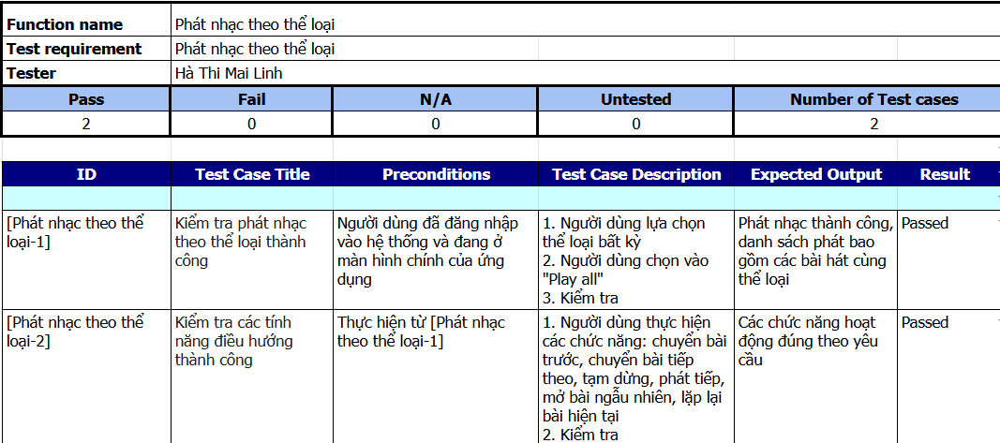 Function name Phát nhạc theo thể loại
Test requirement Phát nhạc theo thể loại
Tester Hà Thi Mai Linh
Pass Fail N/A Untested Number of Test cases
2 0 0 0 2
ID Test Case Title Preconditions Test Case Description Expected Output Result
[Phát nhạc theo thể
loại-1]
Kiểm tra phát nhạc
theo thể loại thành
công
Người dùng đã đăng nhập
vào hệ thống và đang ở
màn hình chính của ứng
dụng
1. Người dùng lựa chọn
thể loại bất kỳ
2. Người dùng chọn vào
"Play all"
3. Kiểm tra
Phát nhạc thành công,
danh sách phát bao
gồm các bài hát cùng
thể loại
Passed
[Phát nhạc theo thể
loại-2]
Kiểm tra các tính
năng điều hướng
thành công
Thực hiện từ [Phát nhạc
theo thể loại-1]
1. Người dùng thực hiện
các chức năng: chuyển bài
trước, chuyển bài tiếp
theo, tạm dừng, phát tiếp,
mở bài ngẫu nhiên, lặp lại
bài hiện tại
2. Kiểm tra
Các chức năng hoạt
động đúng theo yêu
cầu
Passed